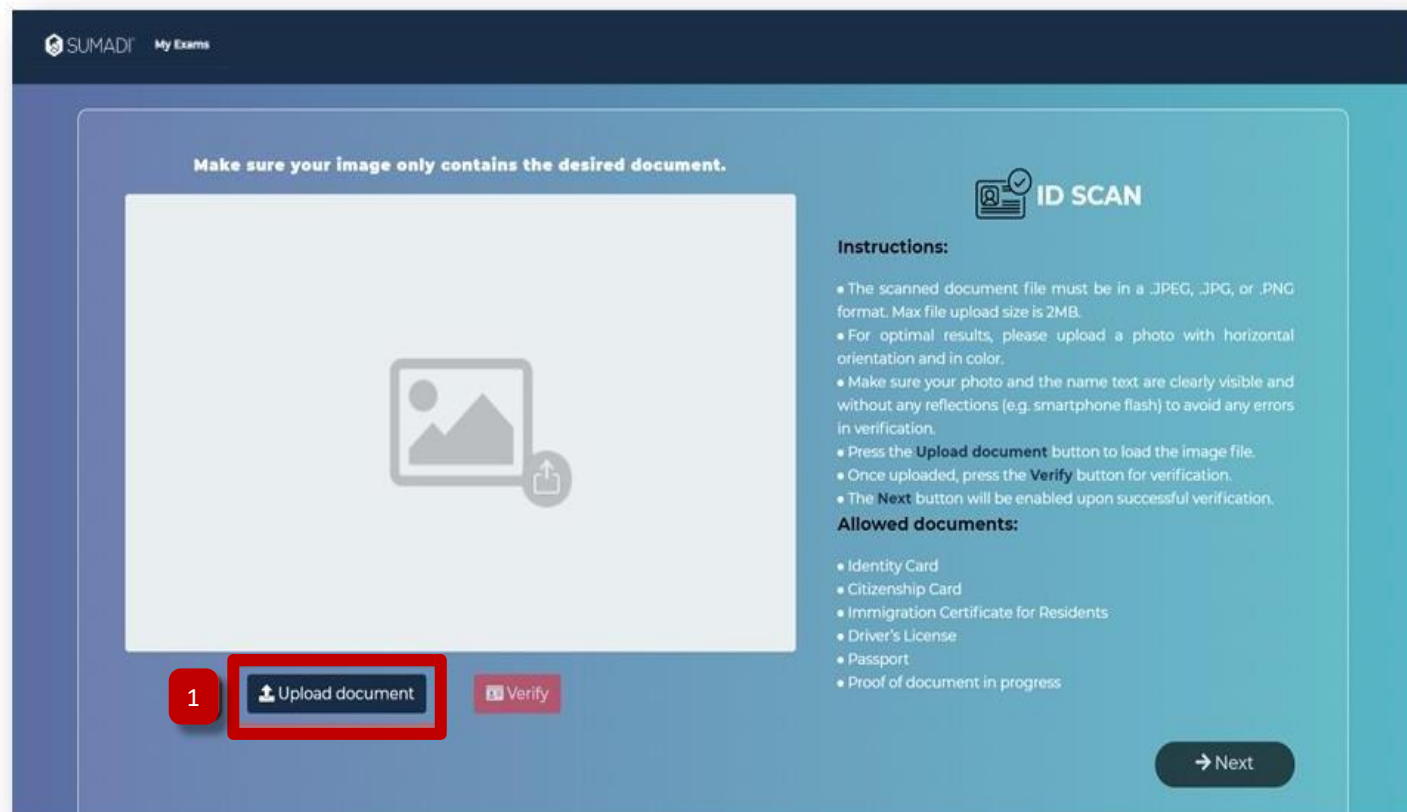 SUMADI My Exams
Make sure your image only contains the desired document.
ID SCAN
Instructions:
• The scanned document file must be in a .JPEG, .JPG, or .PNG
format. Max file upload size is 2MB.
• For optimal results, please upload a photo with horizontal
orientation and in color.
• Make sure your photo and the name text are clearly visible and
without any reflections (e.g. smartphone flash) to avoid any errors
in verification.
• Press the Upload document button to load the image file.
• Once uploaded, press the Verify button for verification.
• The Next button will be enabled upon successful verification.
Allowed documents:
• Identity Card
• Citizenship Card
• Immigration Certificate for Residents
• Driver's License
• Passport
• Proof of document in progress
1 Upload document Verify
Next